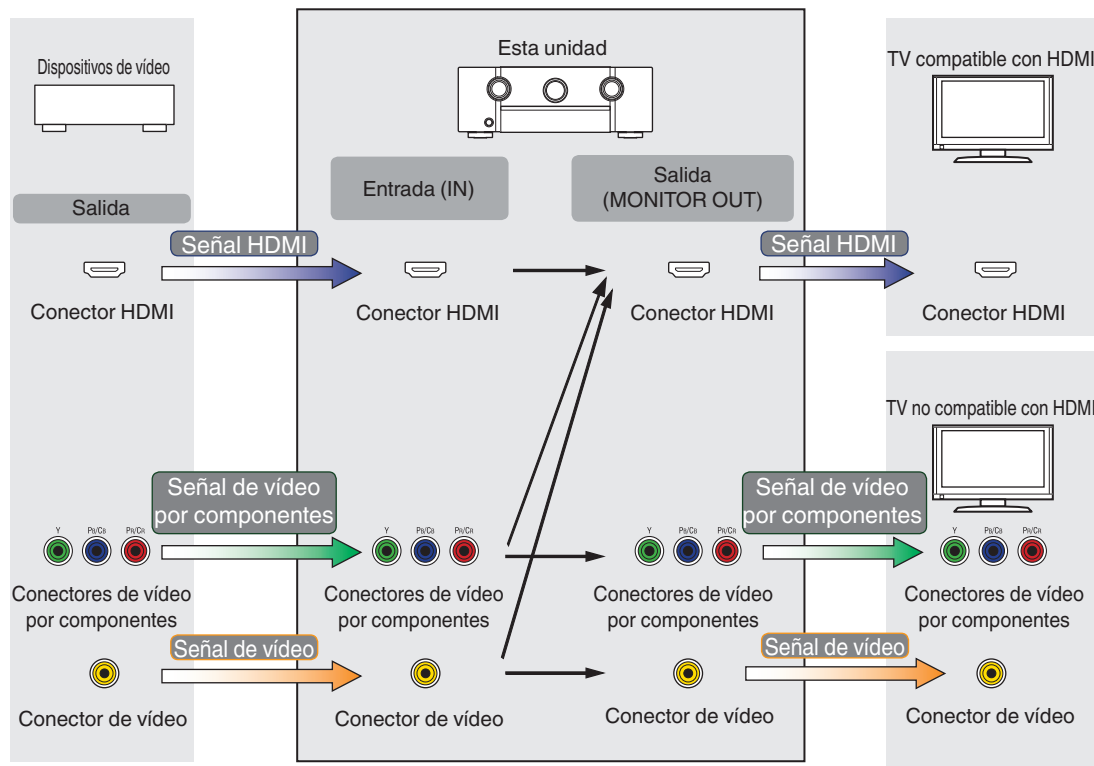 Esta unidad
Dispositivos de vídeo
TV compatible con HDMI
Salida
Entrada (IN)
Salida
(MONITOR OUT)
Señal HDMI
Señal HDMI
Conector HDMI
Conector HDMI
Conector HDMI
Conector HDMI
TV no compatible con HDMI
Señal de vídeo
por componentes
Señal de vídeo
por componentes
Y PB/CB PR/CR
Y PB/CB PR/CR
Y PB/CB PR/CR
Y PB/CB PR/CR
Conectores de vídeo
por componentes
Conectores de vídeo
por componentes
Conectores de vídeo
por componentes
Conectores de vídeo
por componentes
Señal de vídeo
Señal de vídeo
Conector de vídeo
Conector de vídeo
Conector de vídeo
Conector de vídeo